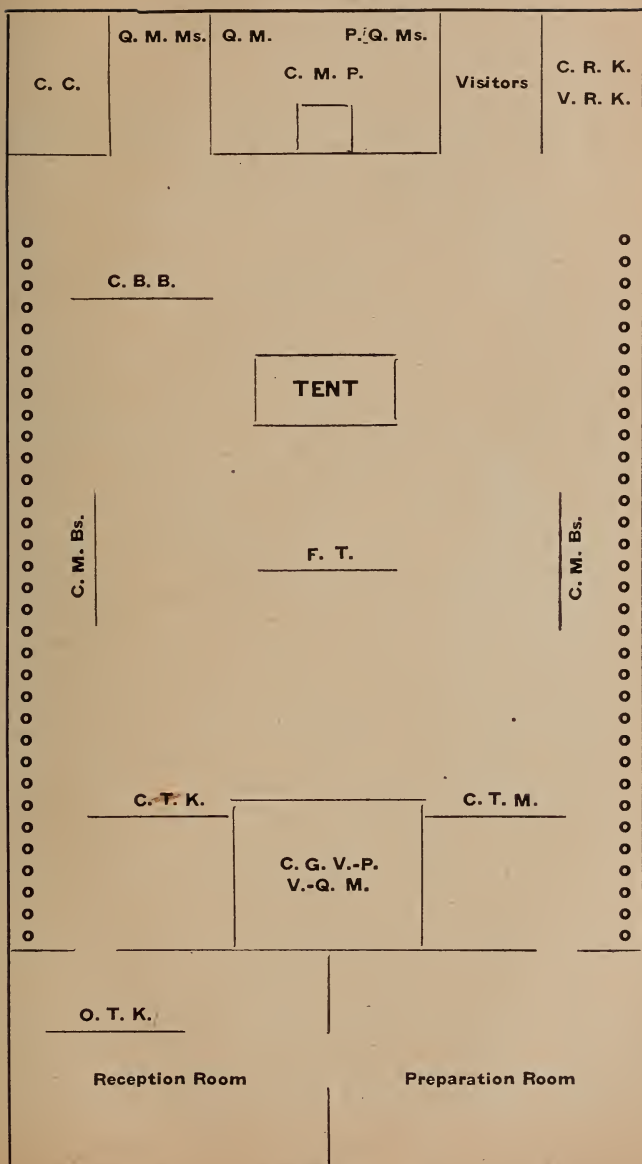 Q. M. Ms.
Q. M.
P. Q. Ms.
C. C.
C. M. P.
Visitors
C. R. K.
V. R. K.
C. B. B.
TENT
C. M. Bs.
F. T.
C. M. Bs.
C. T. K.
C. T. M.
C. G. V.-P.
V.-Q. M.
O. T. K.
Reception Room
Preparation Room